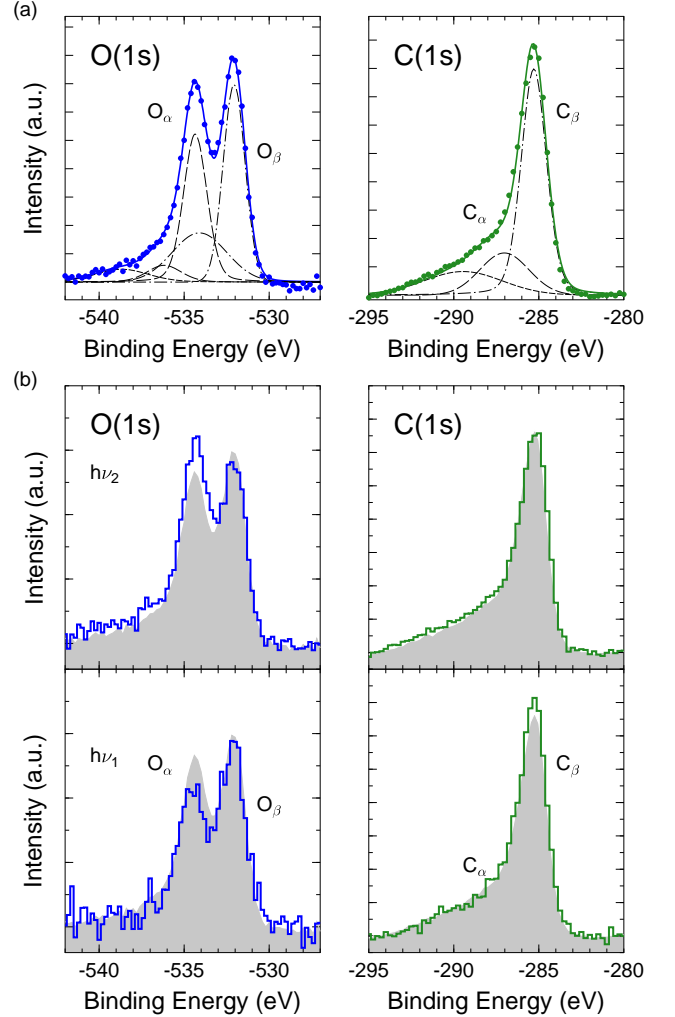 (a)
O(1s)
C(1s)
Oα
Oβ
Cα
Cβ
Intensity (a.u.)
-540 -535 -530
-295 -290 -285 -280
Binding Energy (eV)
Binding Energy (eV)
(b)
O(1s)
C(1s)
hν2
Intensity (a.u.)
hν1
Oα
Oβ
Cα
Cβ
Intensity (a.u.)
-540 -535 -530
-295 -290 -285 -280
Binding Energy (eV)
Binding Energy (eV)